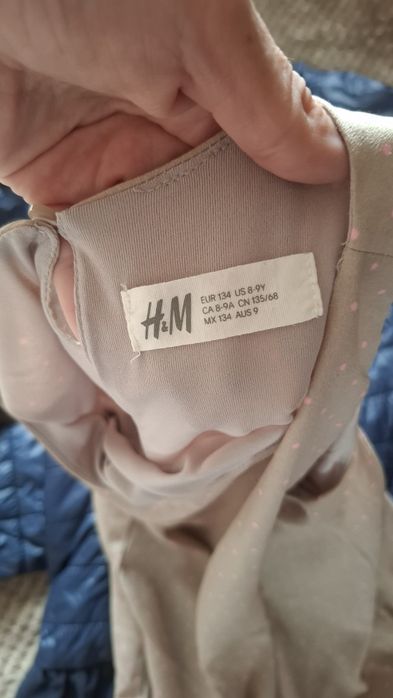 H&M
EUR 134 US 8-9Y
CA 8-9A CN 135/68
MX 134 AUS 9